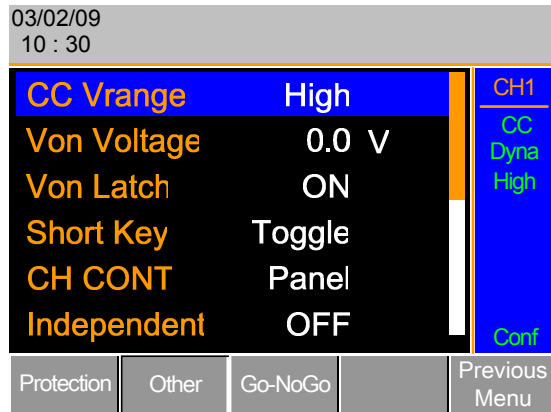 03/02/09
10 : 30
CC Vrange High
Von Voltage 0.0 V
Von Latch ON
Short Key Toggle
CH CONT Panel
Independent OFF
CH1
CC
Dyna
High
Conf
Protection Other Go-NoGo Previous Menu